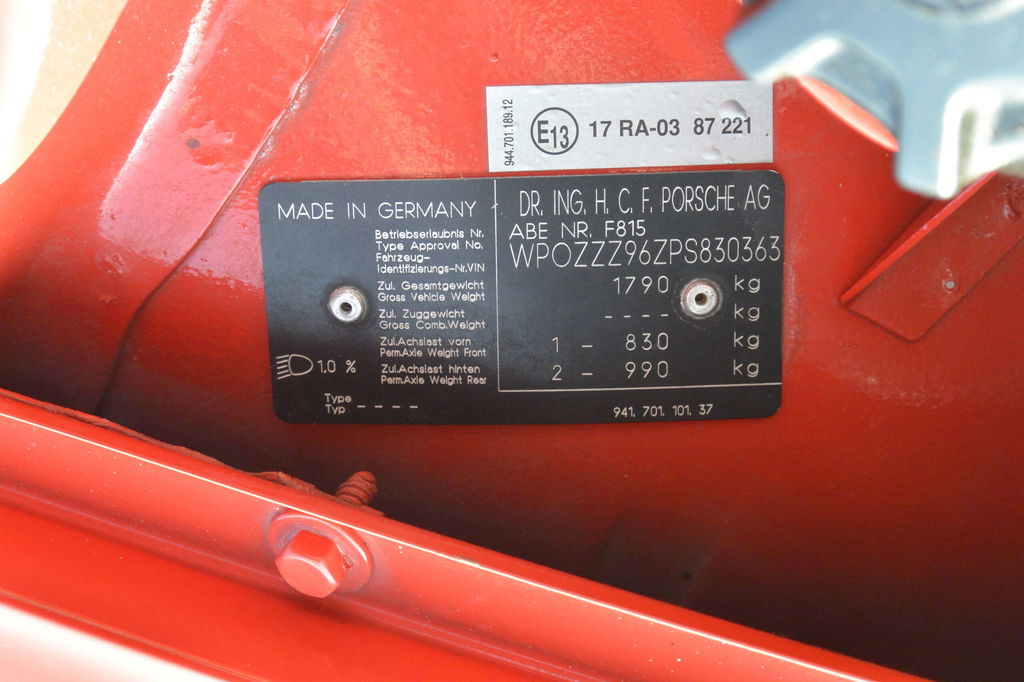 944.701.189.12
E13 17 RA-03 87 221
MADE IN GERMANY
DR. ING. H. C. F. PORSCHE AG
ABE NR. F815
Betriebserlaubnis Nr.
Type Approval No.
Fahrzeug-
Identifizierungs-Nr.VIN
WPOZZZ96ZPS830363
Zul. Gesamtgewicht
Gross Vehicle Weight
1790 kg
Zul. Zuggewicht
Gross Comb.Weight
---- kg
Zul.Achslast vorn
Perm.Axle Weight Front
1 - 830 kg
Zul.Achslast hinten
Perm.Axle Weight Rear
2 - 990 kg
1.0 %
Type
Typ ----
941. 701. 101. 37